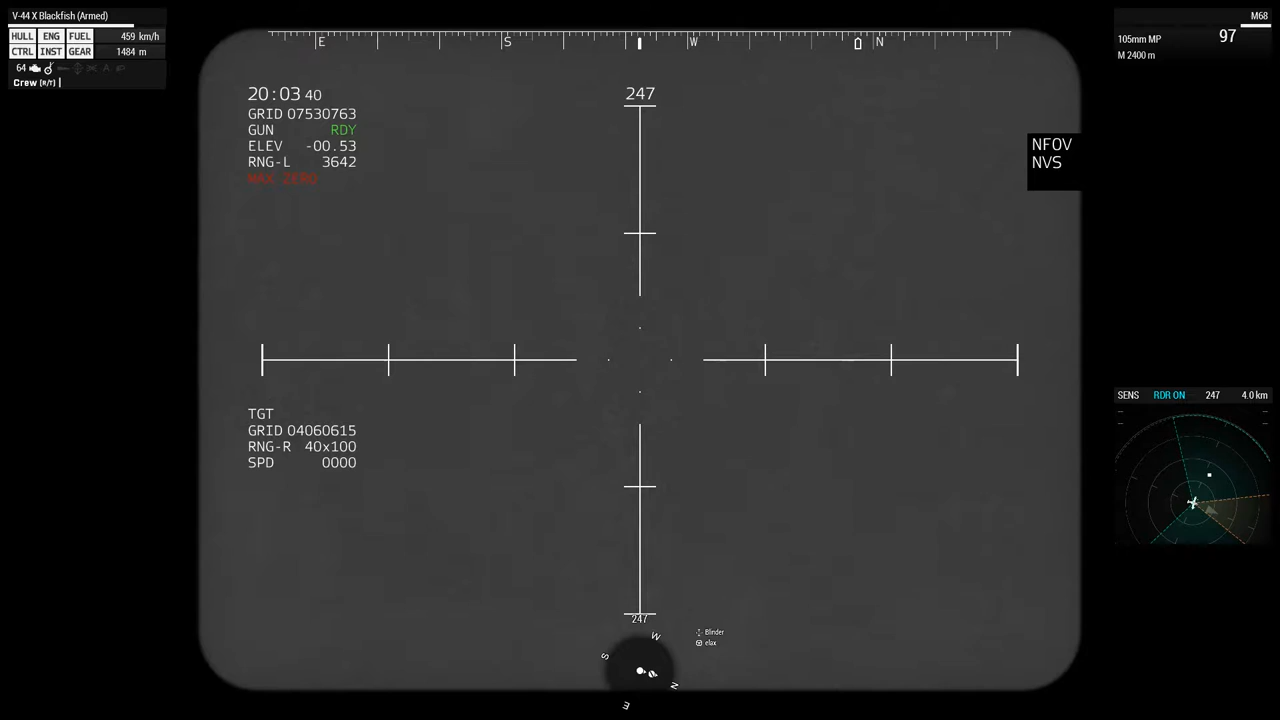 V-44 X Blackfish (Armed)
HULL ENG FUEL 459 km/h
CTRL INST GEAR 1484 m
64
Crew (R/T)
E S W N
M68
105mm MP 97
M 2400 m
20:03 40
GRID 07530763
GUN RDY
ELEV -00.53
RNG-L 3642
MAX ZERO
247
NFOV
NVS
TGT
GRID 04060615
RNG-R 40x100
SPD 0000
SENS RDR ON 247 4.0 km
247
Blinder
elax
W
S
N
E